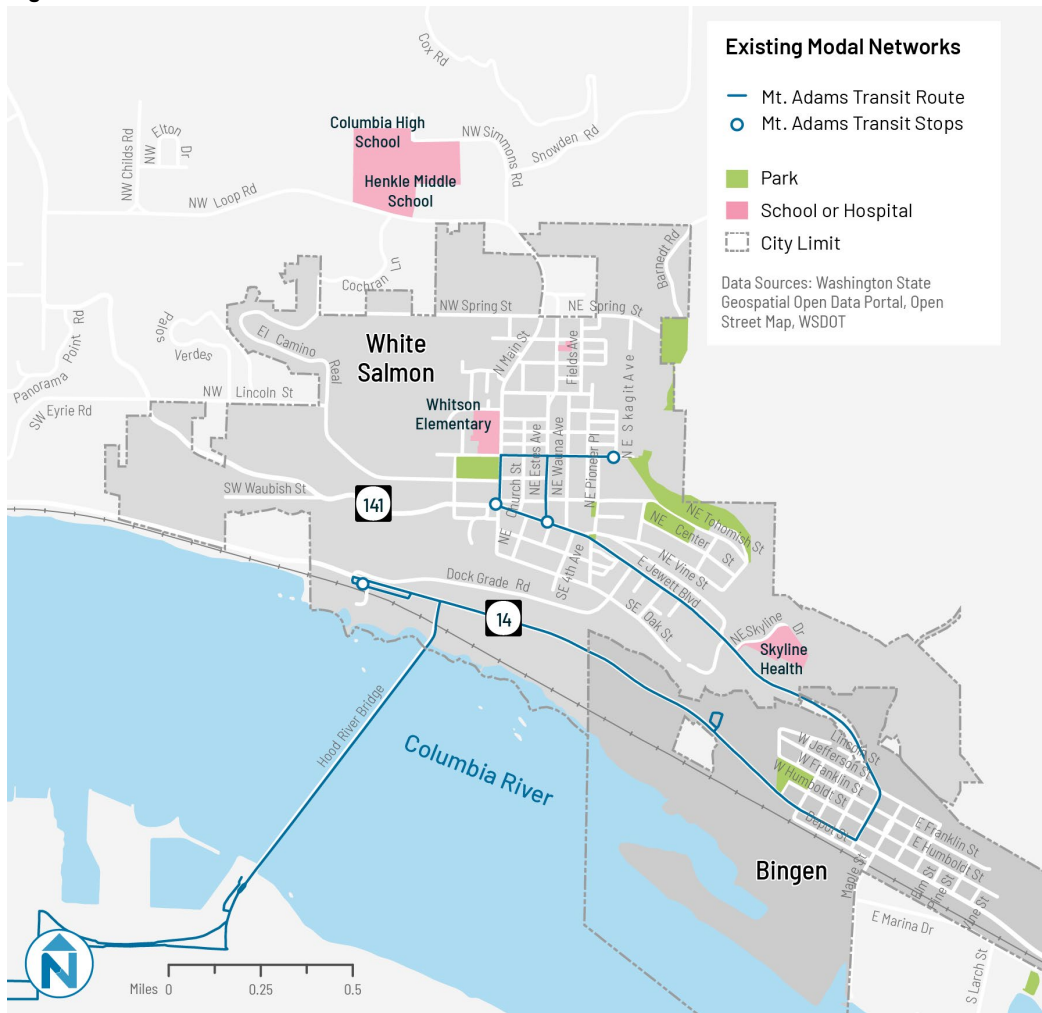 Existing Modal Networks
Mt. Adams Transit Route
Mt. Adams Transit Stops
Park
School or Hospital
City Limit
Data Sources: Washington State
Geospatial Open Data Portal, Open
Street Map, WSDOT
Cox Rd
Columbia High
School
NW Simmons Rd
Snowden Rd
NW Elton Dr
NW Childs Rd
Henkle Middle
School
NW Loop Rd
Barnedt Rd
Cochran Ln
NW Spring St
NE Spring St
El Camino Real
White
Salmon
N Main St
Fields Ave
NE Skagit Ave
Palos Verdes
Panorama Point Rd
NW Lincoln St
SW Eyrie Rd
Whitson
Elementary
NE Church St
NE Estes Ave
NE Wauna Ave
NE Pioneer Pl
SW Waubish St
141
NE Tohomish St
NE Center St
NE Vine St
E Jewett Blvd
SE 4th Ave
Dock Grade Rd
SE Oak St
14
NE Skyline Dr
Skyline
Health
Hood River Bridge
Columbia River
Lincoln St
W Jefferson St
W Franklin St
W Humboldt St
Depot St
E Franklin St
E Humboldt St
Maple St
Elm St
Pine St
Bingen
E Marina Dr
S Larch St
N
Miles 0 0.25 0.5